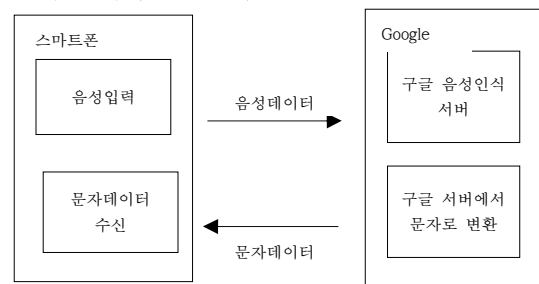 스마트폰
음성입력
문자데이터
수신
음성데이터
문자데이터
Google
구글 음성인식
서버
구글 서버에서
문자로 변환